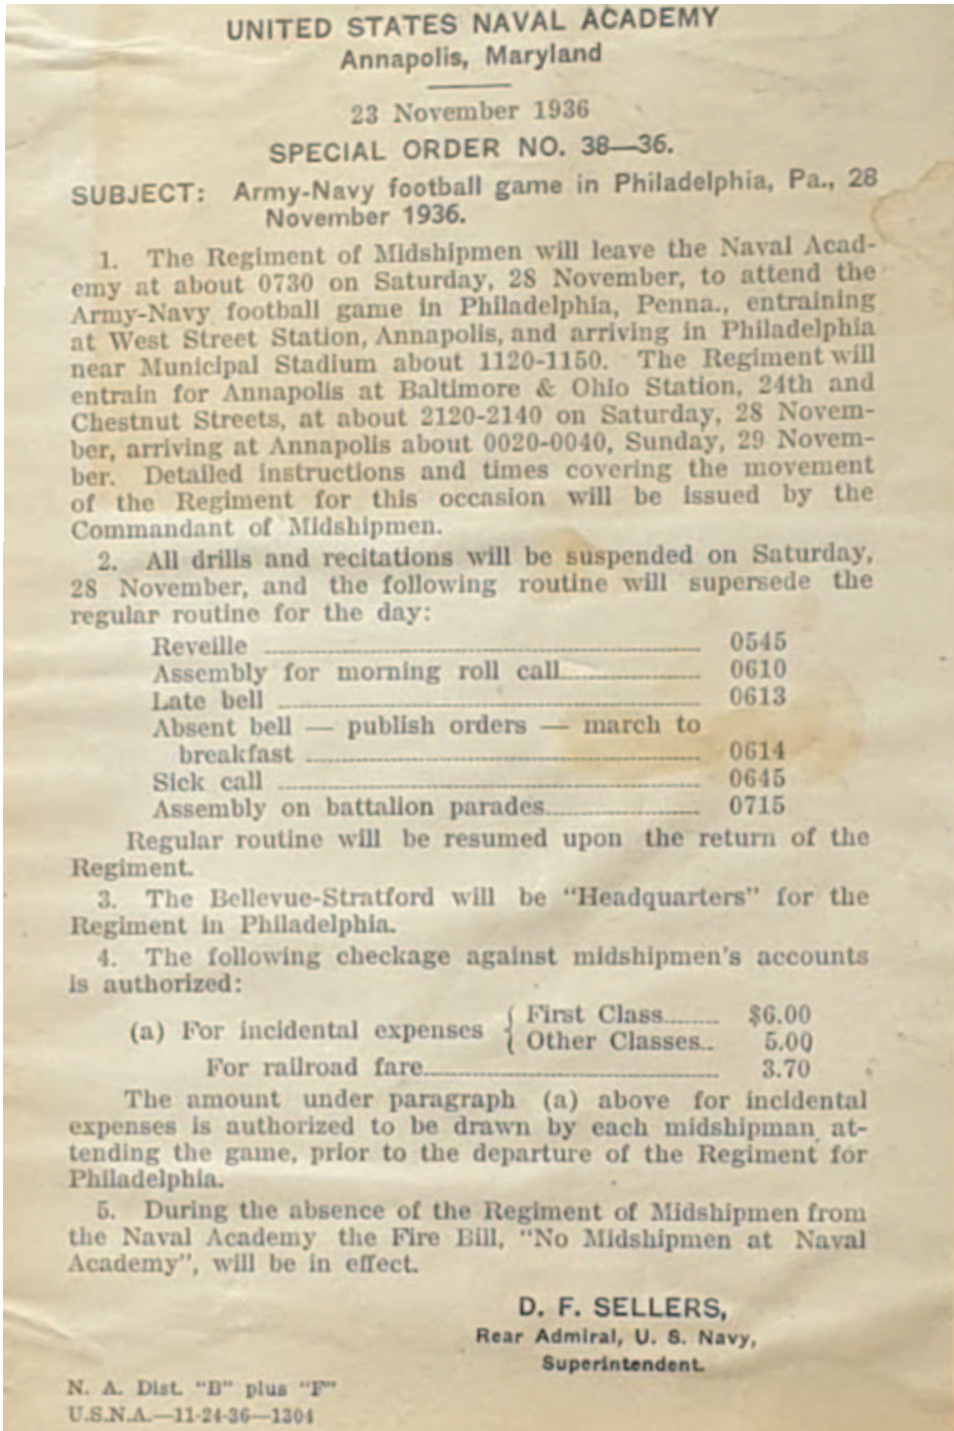 UNITED STATES NAVAL ACADEMY
Annapolis, Maryland
23 November 1936
SPECIAL ORDER NO. 38—36.
SUBJECT: Army-Navy football game in Philadelphia, Pa., 28
November 1936.
1. The Regiment of Midshipmen will leave the Naval Acad-
emy at about 0730 on Saturday, 28 November, to attend the
Army-Navy football game in Philadelphia, Penna., entraining
at West Street Station, Annapolis, and arriving in Philadelphia
near Municipal Stadium about 1120-1150. The Regiment will
entrain for Annapolis at Baltimore & Ohio Station, 24th and
Chestnut Streets, at about 2120-2140 on Saturday, 28 Novem-
ber, arriving at Annapolis about 0020-0040, Sunday, 29 Novem-
ber. Detailed instructions and times covering the movement
of the Regiment for this occasion will be issued by the
Commandant of Midshipmen.
2. All drills and recitations will be suspended on Saturday,
28 November, and the following routine will supersede the
regular routine for the day:
Reveille 0545
Assembly for morning roll call 0610
Late bell 0613
Absent bell — publish orders — march to
breakfast 0614
Sick call 0645
Assembly on battalion parades 0715
Regular routine will be resumed upon the return of the
Regiment.
3. The Bellevue-Stratford will be "Headquarters" for the
Regiment in Philadelphia.
4. The following checkage against midshipmen's accounts
is authorized:
(a) For incidental expenses { First Class $6.00
Other Classes 5.00
For railroad fare 3.70
The amount under paragraph (a) above for incidental
expenses is authorized to be drawn by each midshipman at-
tending the game, prior to the departure of the Regiment for
Philadelphia.
5. During the absence of the Regiment of Midshipmen from
the Naval Academy the Fire Bill, "No Midshipmen at Naval
Academy", will be in effect.
D. F. SELLERS,
Rear Admiral, U. S. Navy,
Superintendent.
N. A. Dist. "B" plus "F"
U.S.N.A.—11-24-36—1304